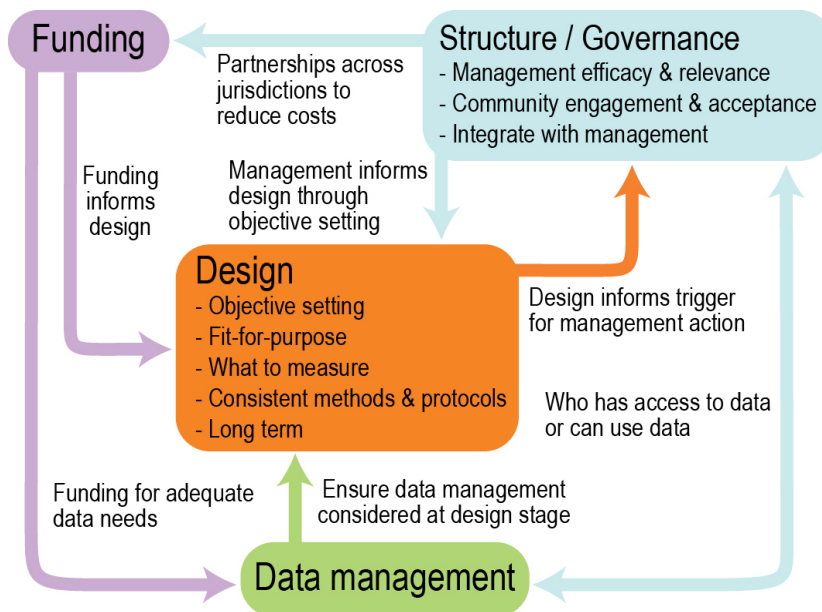 Funding
Structure / Governance
- Management efficacy & relevance
- Community engagement & acceptance
- Integrate with management
Partnerships across
jurisdictions to
reduce costs
Funding
informs
design
Management informs
design through
objective setting
Design
- Objective setting
- Fit-for-purpose
- What to measure
- Consistent methods & protocols
- Long term
Design informs trigger
for management action
Who has access to data
or can use data
Funding for adequate
data needs
Ensure data management
considered at design stage
Data management